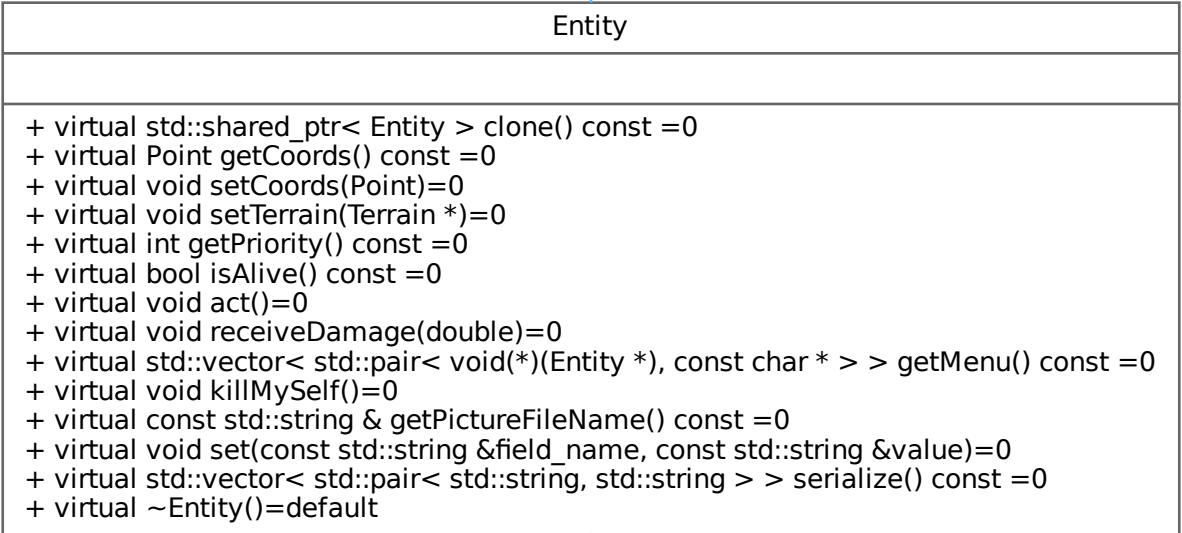 Entity
+ virtual std::shared_ptr< Entity > clone() const =0
+ virtual Point getCoords() const =0
+ virtual void setCoords(Point)=0
+ virtual void setTerrain(Terrain *)=0
+ virtual int getPriority() const =0
+ virtual bool isAlive() const =0
+ virtual void act()=0
+ virtual void receiveDamage(double)=0
+ virtual std::vector< std::pair< void(*)(Entity *), const char * > > getMenu() const =0
+ virtual void killMySelf()=0
+ virtual const std::string & getPictureFileName() const =0
+ virtual void set(const std::string &field_name, const std::string &value)=0
+ virtual std::vector< std::pair< std::string, std::string > > serialize() const =0
+ virtual ~Entity()=default